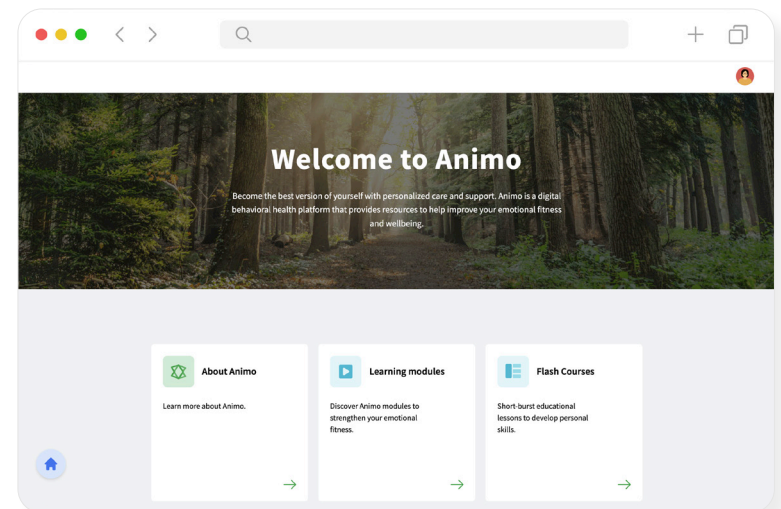 Welcome to Animo
Become the best version of yourself with personalized care and support. Animo is a digital
behavioral health platform that provides resources to help improve your emotional fitness
and wellbeing.
About Animo
Learn more about Animo.
Learning modules
Discover Animo modules to
strengthen your emotional
fitness.
Flash Courses
Short-burst educational
lessons to develop personal
skills.